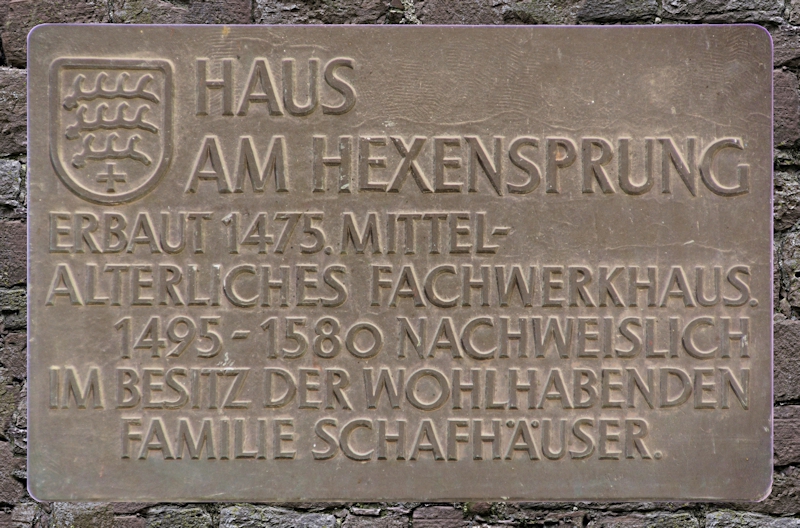 HAUS
AM HEXENSPRUNG
ERBAUT 1475. MITTEL-
ALTERLICHES FACHWERKHAUS.
1495-1580 NACHWEISLICH
IM BESITZ DER WOHLHABENDEN
FAMILIE SCHAFHÄUSER.